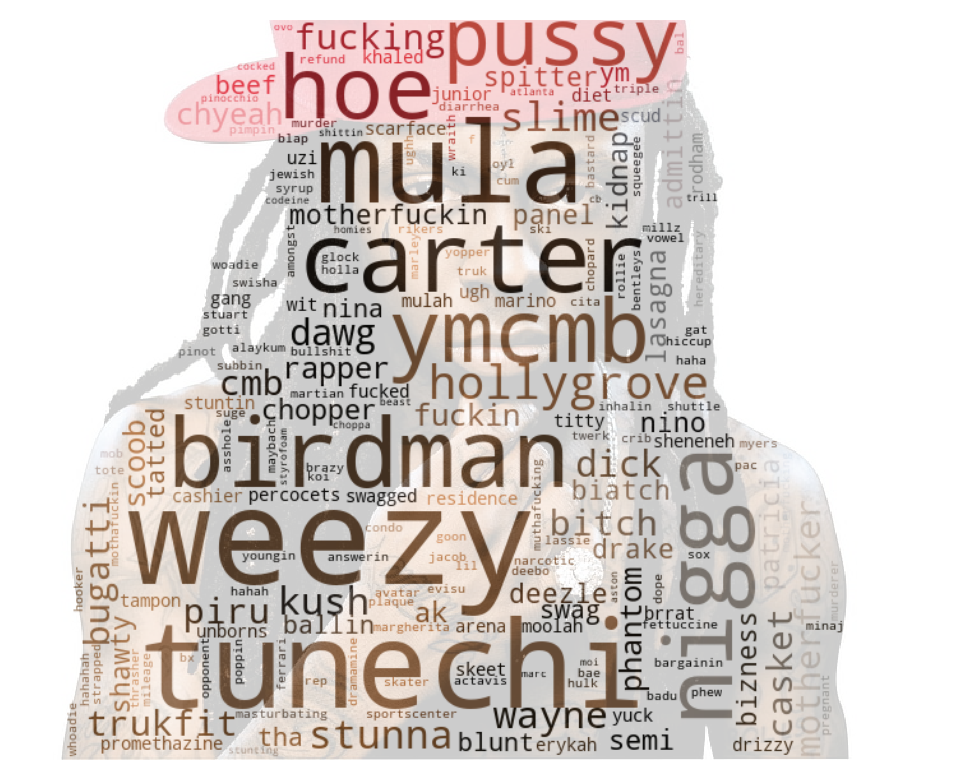 ovo
fucking
pussy
bal
refund
khaled
cocked
beef
hoe
spitter
ym
pinocchio
junior
atlanta
diet
triple
chyeah
diarrhea
pimpin
murder
shittin
scarface
wraith
slime
scud
admittin
blap
ughh
mula
f
bastard
kidnap
squeegee
rodham
uzi
jewish
ki
oyl
cum
syrup
codeine
cb
trill
motherfuckin
panel
homies
rikers
ski
millz
vowel
amongst
carter
marley
yopper
chopard
rollie
bentleys
lasagna
hereditary
woadie
glock
holla
truk
swisha
gang
wit
nina
mulah
ugh
marino
cita
stuart
gotti
dawg
ymcmb
gat
hiccup
pinot
alaykum
bullshit
haha
subbin
rapper
cmb
martian
fucked
hollygrove
stuntin
suge
chopper
beast
choppa
fuckin
inhalin
shuttle
titty
nino
twerk
crib
sheneneh
myers
scoob
tatted
birdman
asshole
maybach
styrofoam
brazy
koi
dick
pac
mob
tote
mothafuckin
cashier
percocets
swagged
residence
biatch
nigga
patricia
weezy
condo
goon
muthafucking
bitch
lassie
drake
sox
bugatti
youngin
answerin
jacob
lil
narcotic
deebo
motherfucker
murderer
hooker
tampon
hahah
avatar
evisu
plaque
deezle
aston
phantom
dope
piru
kush
ak
swag
brrat
unborns
ballin
margherita
arena
moolah
fettuccine
minaj
shawty
tunechi
bizness
casket
hahahah
strapped
thrasher
mileage
bx
opponent
poppin
ferrari
rep
dramamine
skater
skeet
actavis
marc
moi
bae
hulk
bargainin
badu
phew
pregnant
whoadie
trukfit
masturbating
sportscenter
wayne
yuck
promethazine
tha
stunna
stunting
blunt
erykah
semi
drizzy